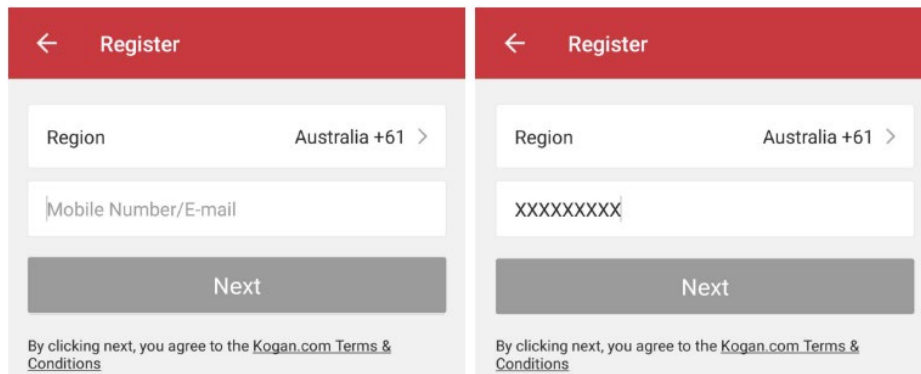 ← Register
Region Australia +61 >
Mobile Number/E-mail
Next
By clicking next, you agree to the Kogan.com Terms &
Conditions
← Register
Region Australia +61 >
XXXXXXXXX
Next
By clicking next, you agree to the Kogan.com Terms &
Conditions